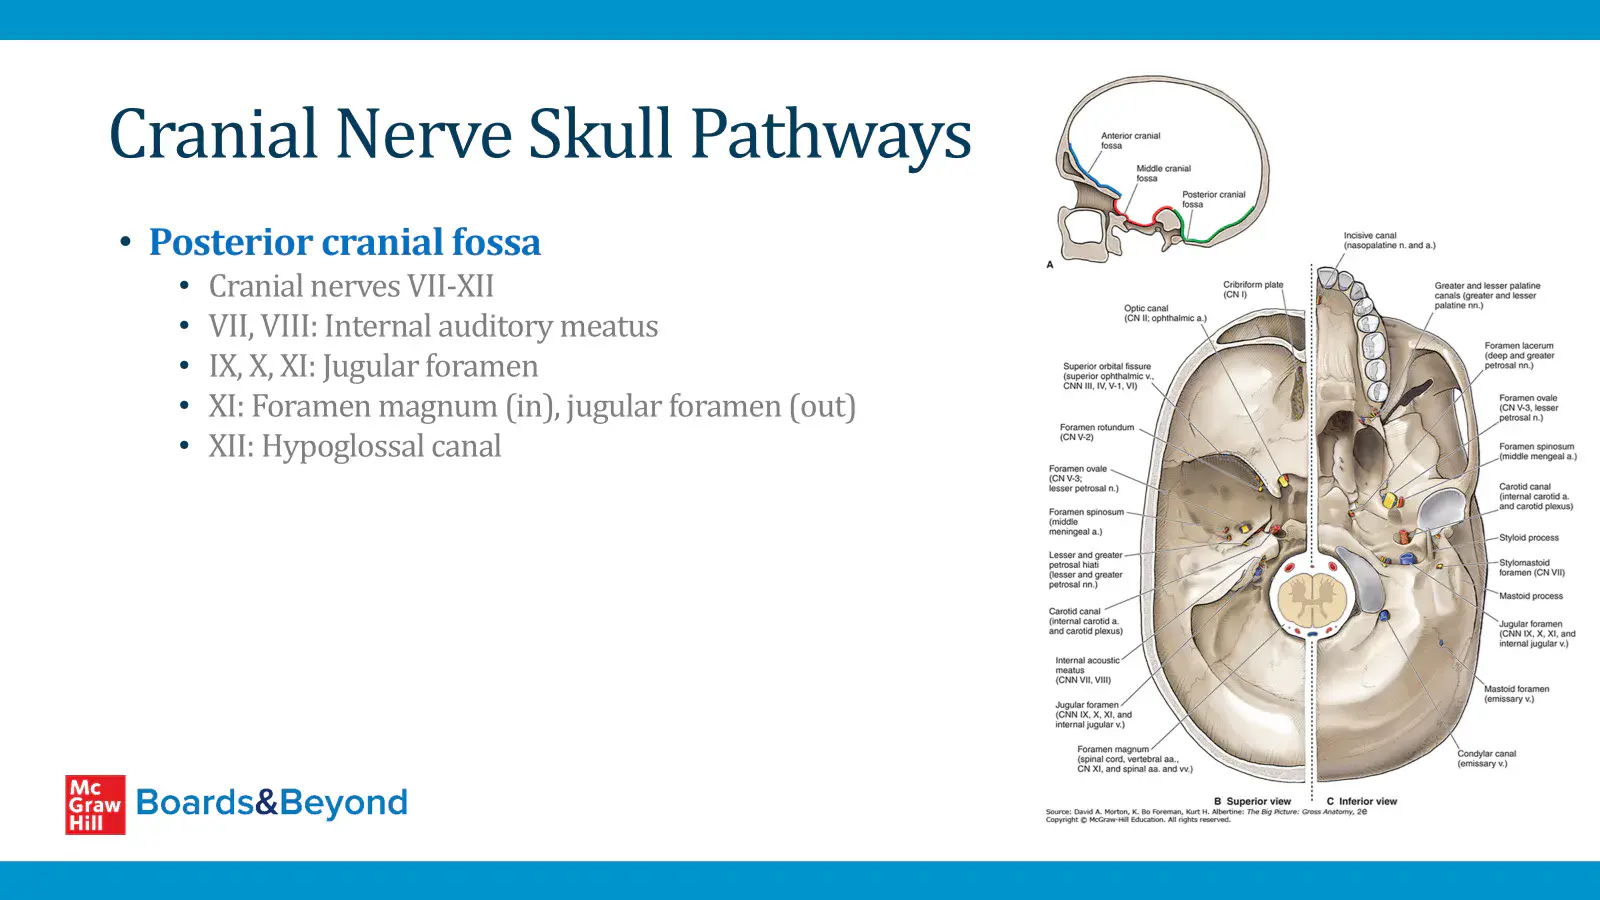 Cranial Nerve Skull Pathways
• Posterior cranial fossa
• Cranial nerves VII-XII
• VII, VIII: Internal auditory meatus
• IX, X, XI: Jugular foramen
• XI: Foramen magnum (in), jugular foramen (out)
• XII: Hypoglossal canal
Mc
Graw
Hill
Boards&Beyond
Anterior cranial
fossa
Middle cranial
fossa
Posterior cranial
fossa
A
Incisive canal
(nasopalatine n. and a.)
Cribriform plate
(CN I)
Greater and lesser palatine
canals (greater and lesser
palatine nn.)
Optic canal
(CN II; ophthalmic a.)
Foramen lacerum
(deep and greater
petrosal nn.)
Superior orbital fissure
(superior ophthalmic v.,
CNN III, IV, V-1, VI)
Foramen ovale
(CN V-3, lesser
petrosal n.)
Foramen rotundum
(CN V-2)
Foramen spinosum
(middle mengeal a.)
Foramen ovale
(CN V-3;
lesser petrosal n.)
Carotid canal
(internal carotid a.
and carotid plexus)
Foramen spinosum
(middle
meningeal a.)
Styloid process
Lesser and greater
petrosal hiati
(lesser and greater
petrosal nn.)
Stylomastoid
foramen (CN VII)
Mastoid process
Carotid canal
(internal carotid a.
and carotid plexus)
Jugular foramen
(CNN IX, X, XI, and
internal jugular v.)
Internal acoustic
meatus
(CNN VII, VIII)
Mastoid foramen
(emissary v.)
Jugular foramen
(CNN IX, X, XI, and
internal jugular v.)
Foramen magnum
(spinal cord, vertebral aa.,
CN XI, and spinal aa. and vv.)
Condylar canal
(emissary v.)
B Superior view
C Inferior view
Source: David A. Morton, K. Bo Foreman, Kurt H. Albertine: The Big Picture: Gross Anatomy, 2e
Copyright © McGraw-Hill Education. All rights reserved.